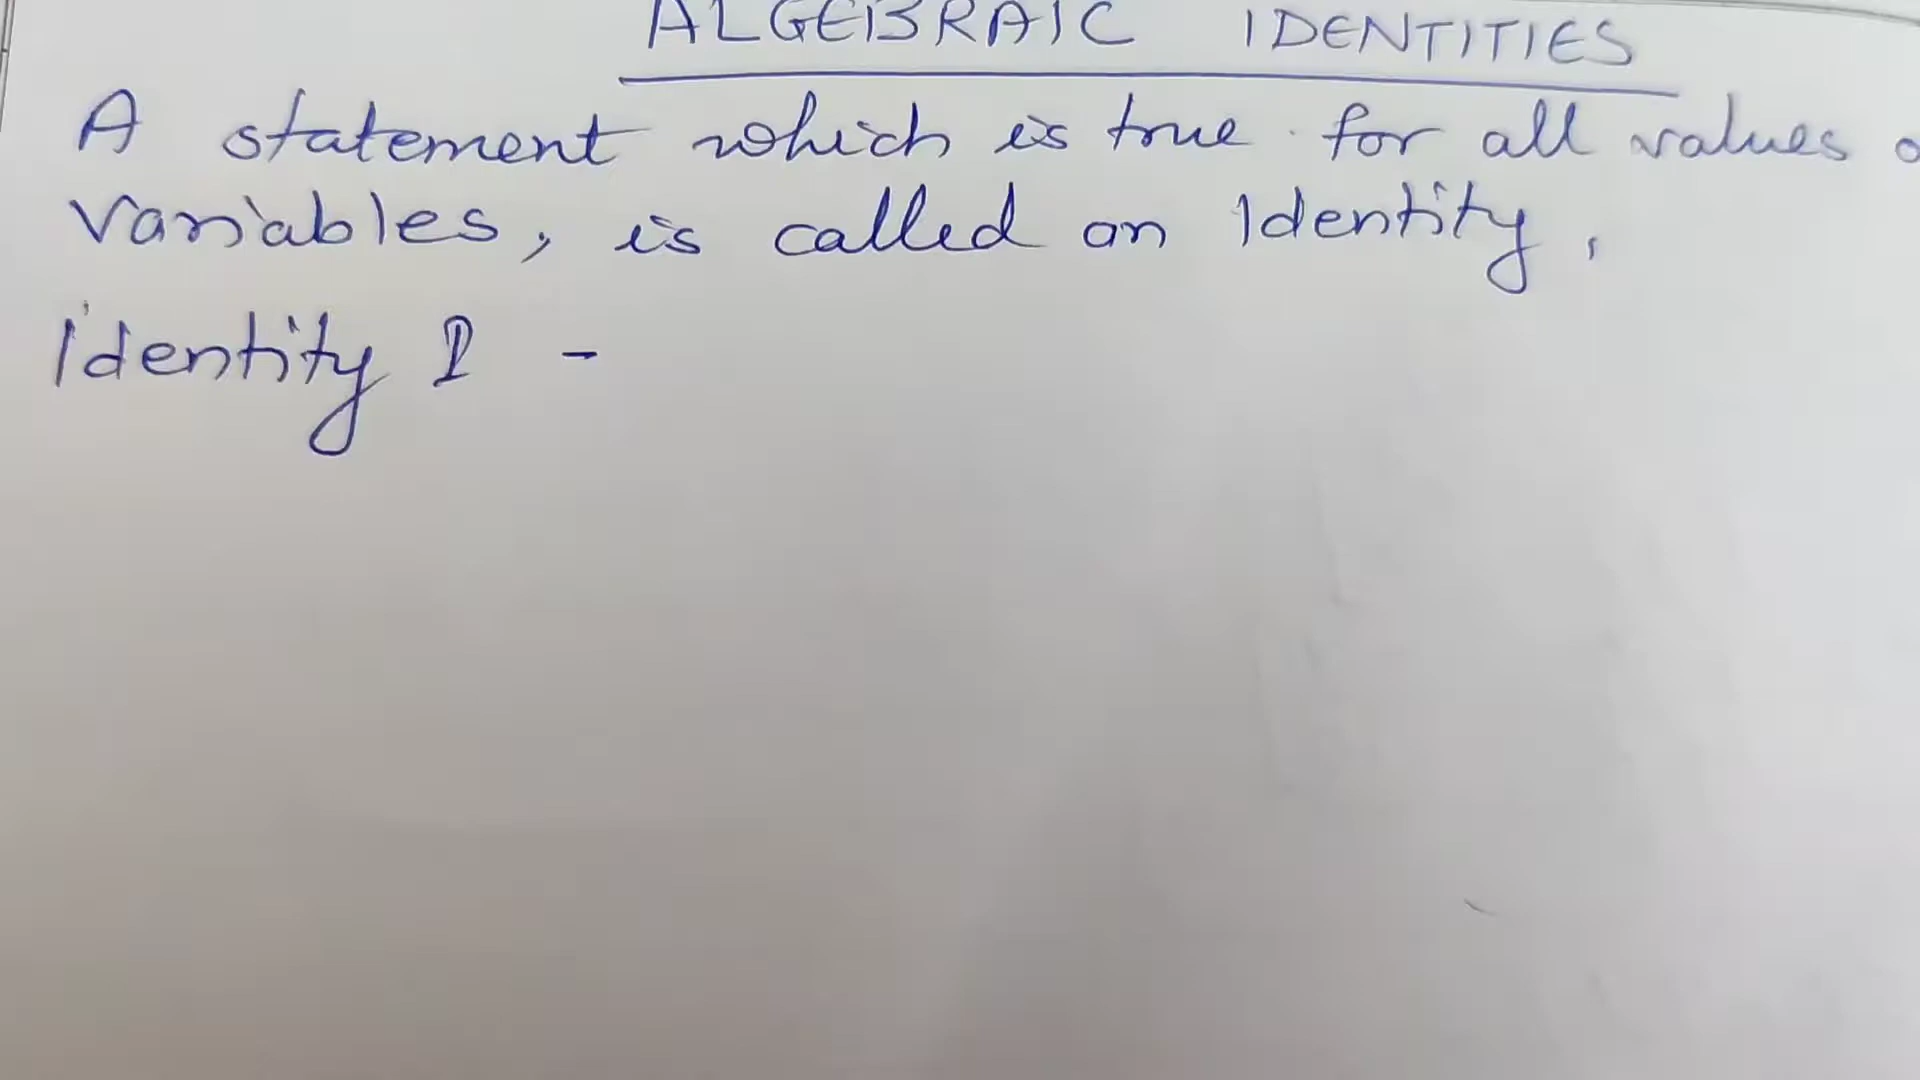 ALGEBRAIC IDENTITIES
A statement which is true for all values
variables, is called an Identity.
Identity I -